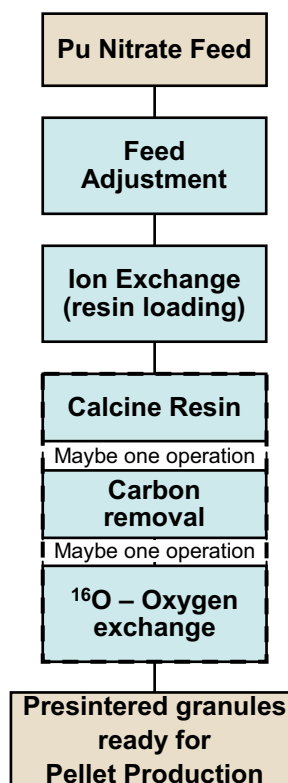 Pu Nitrate Feed
Feed
Adjustment
Ion Exchange
(resin loading)
Calcine Resin
Maybe one operation
Carbon
removal
Maybe one operation
¹⁶O – Oxygen
exchange
Presintered granules
ready for
Pellet Production